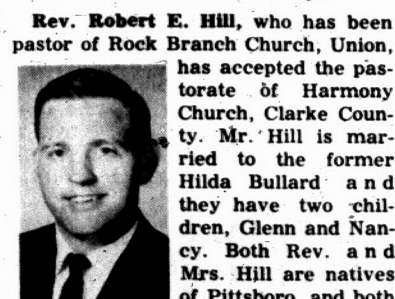 Rev. Robert E. Hill, who has been
pastor of Rock Branch Church, Union,
has accepted the pas-
torate of Harmony
Church, Clarke Coun-
ty. Mr. Hill is mar-
ried to the former
Hilda Bullard and
they have two chil-
dren, Glenn and Nan-
cy. Both Rev. and
Mrs. Hill are natives
of Pittsboro, and both